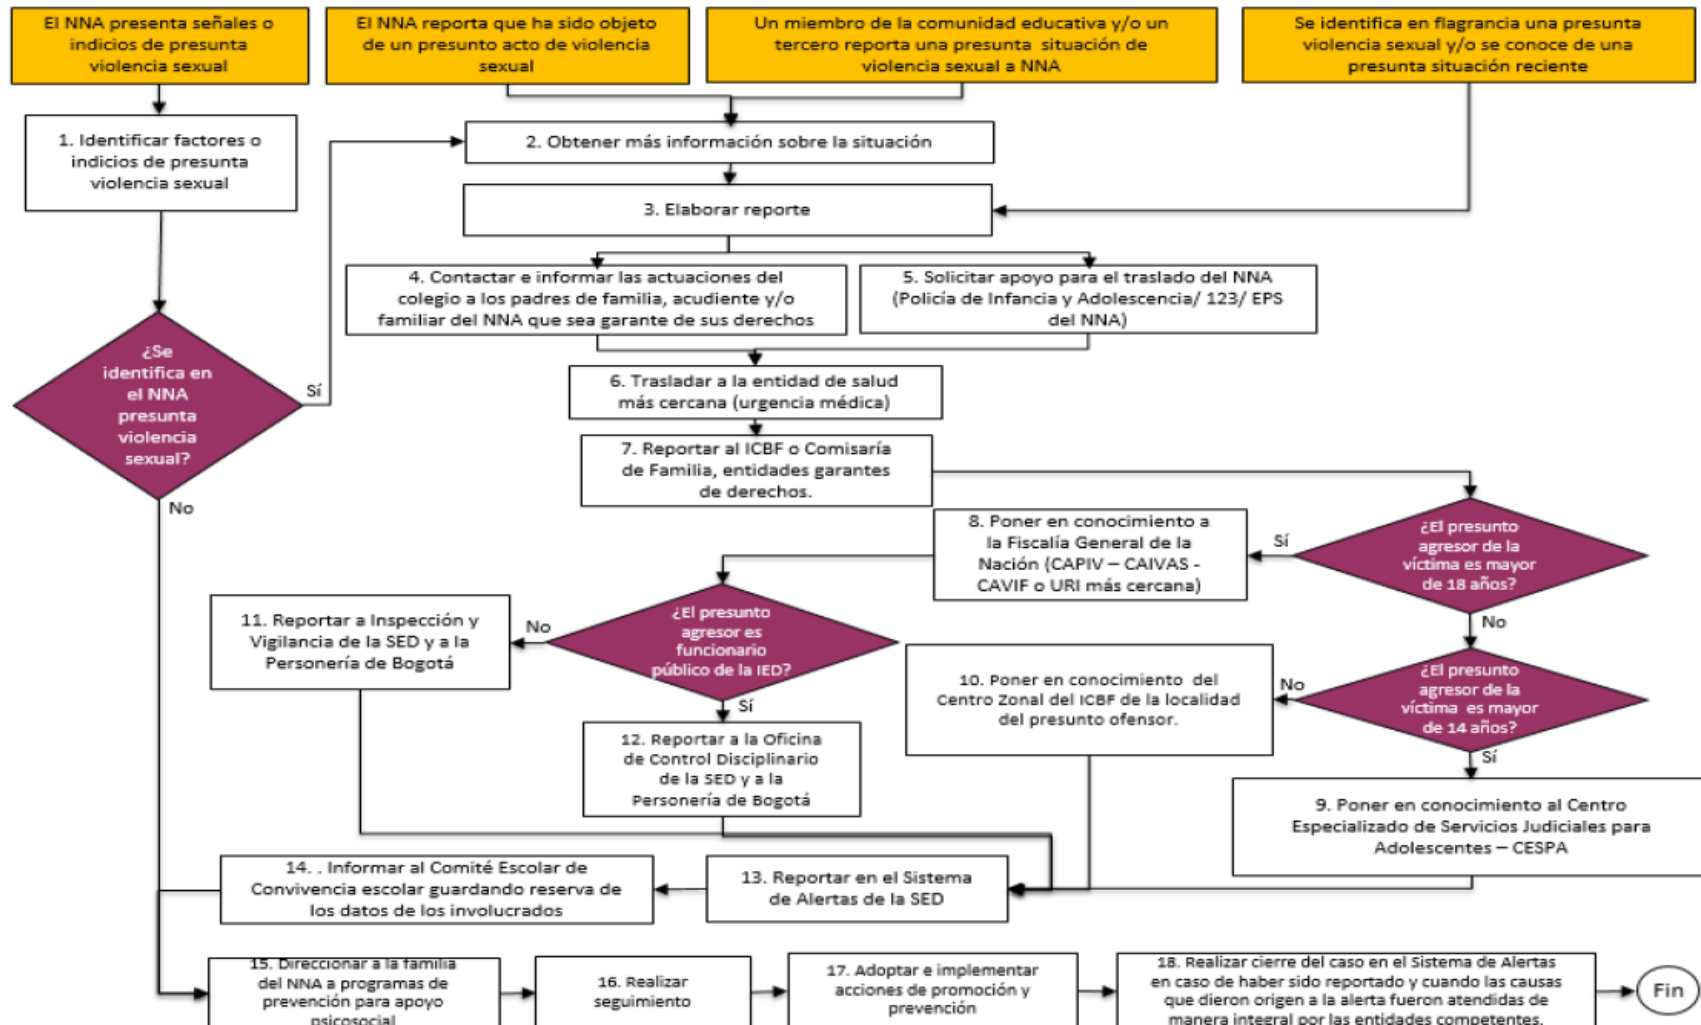 El NNA presenta señales o
indicios de presunta
violencia sexual
El NNA reporta que ha sido objeto
de un presunto acto de violencia
sexual
Un miembro de la comunidad educativa y/o un
tercero reporta una presunta situación de
violencia sexual a NNA
Se identifica en flagrancia una presunta
violencia sexual y/o se conoce de una
presunta situación reciente
1. Identificar factores o
indicios de presunta
violencia sexual
2. Obtener más información sobre la situación
3. Elaborar reporte
4. Contactar e informar las actuaciones del
colegio a los padres de familia, acudiente y/o
familiar del NNA que sea garante de sus derechos
5. Solicitar apoyo para el traslado del NNA
(Policía de Infancia y Adolescencia/ 123/ EPS
del NNA)
¿Se
identifica en
el NNA
presunta
violencia
sexual?
Sí
No
6. Trasladar a la entidad de salud
más cercana (urgencia médica)
7. Reportar al ICBF o Comisaría
de Familia, entidades garantes
de derechos.
¿El presunto
agresor de la
víctima es mayor
de 18 años?
Sí
No
8. Poner en conocimiento a
la Fiscalía General de la
Nación (CAPIV – CAIVAS -
CAVIF o URI más cercana)
¿El presunto
agresor es
funcionario
público de la IED?
No
Sí
11. Reportar a Inspección y
Vigilancia de la SED y a la
Personería de Bogotá
12. Reportar a la Oficina
de Control Disciplinario
de la SED y a la
Personería de Bogotá
¿El presunto
agresor de la
víctima es mayor
de 14 años?
No
Sí
10. Poner en conocimiento del
Centro Zonal del ICBF de la localidad
del presunto ofensor.
9. Poner en conocimiento al Centro
Especializado de Servicios Judiciales para
Adolescentes – CESPA
13. Reportar en el Sistema
de Alertas de la SED
14. . Informar al Comité Escolar de
Convivencia escolar guardando reserva de
los datos de los involucrados
15. Direccionar a la familia
del NNA a programas de
prevención para apoyo
psicosocial
16. Realizar
seguimiento
17. Adoptar e implementar
acciones de promoción y
prevención
18. Realizar cierre del caso en el Sistema de Alertas
en caso de haber sido reportado y cuando las causas
que dieron origen a la alerta fueron atendidas de
manera integral por las entidades competentes.
Fin